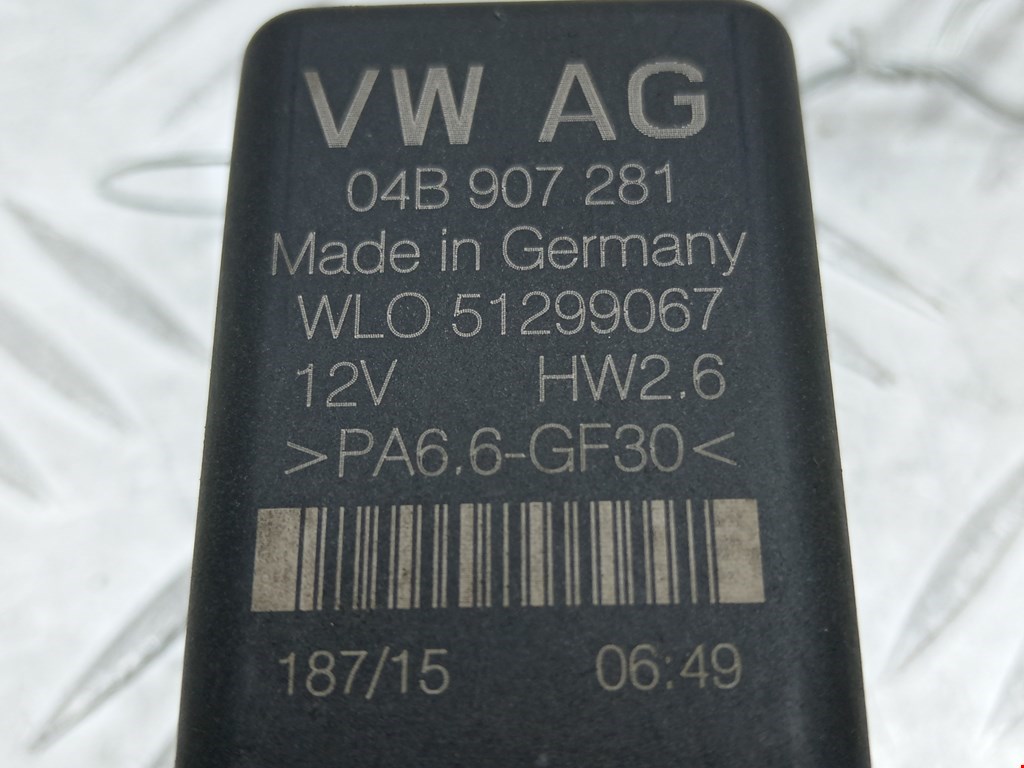 VW AG
04B 907 281
Made in Germany
WLO 51299067
12V HW2.6
>PA6.6-GF30<
187/15 06:49